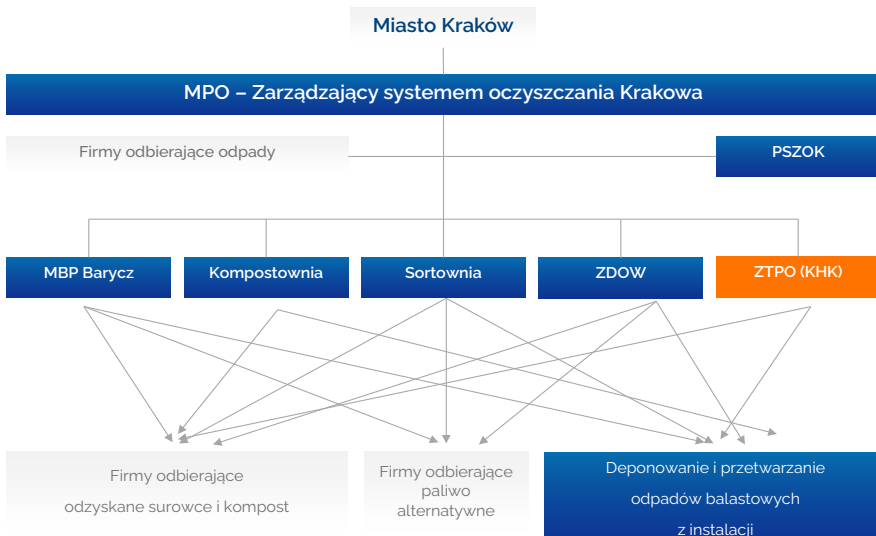 Miasto Kraków
MPO – Zarządzający systemem oczyszczania Krakowa
Firmy odbierające odpady
PSZOK
MBP Barycz
Kompostownia
Sortownia
ZDOW
ZTPO (KHK)
Firmy odbierające
odzyskane surowce i kompost
Firmy odbierające
paliwo
alternatywne
Deponowanie i przetwarzanie
odpadów balastowych
z instalacji